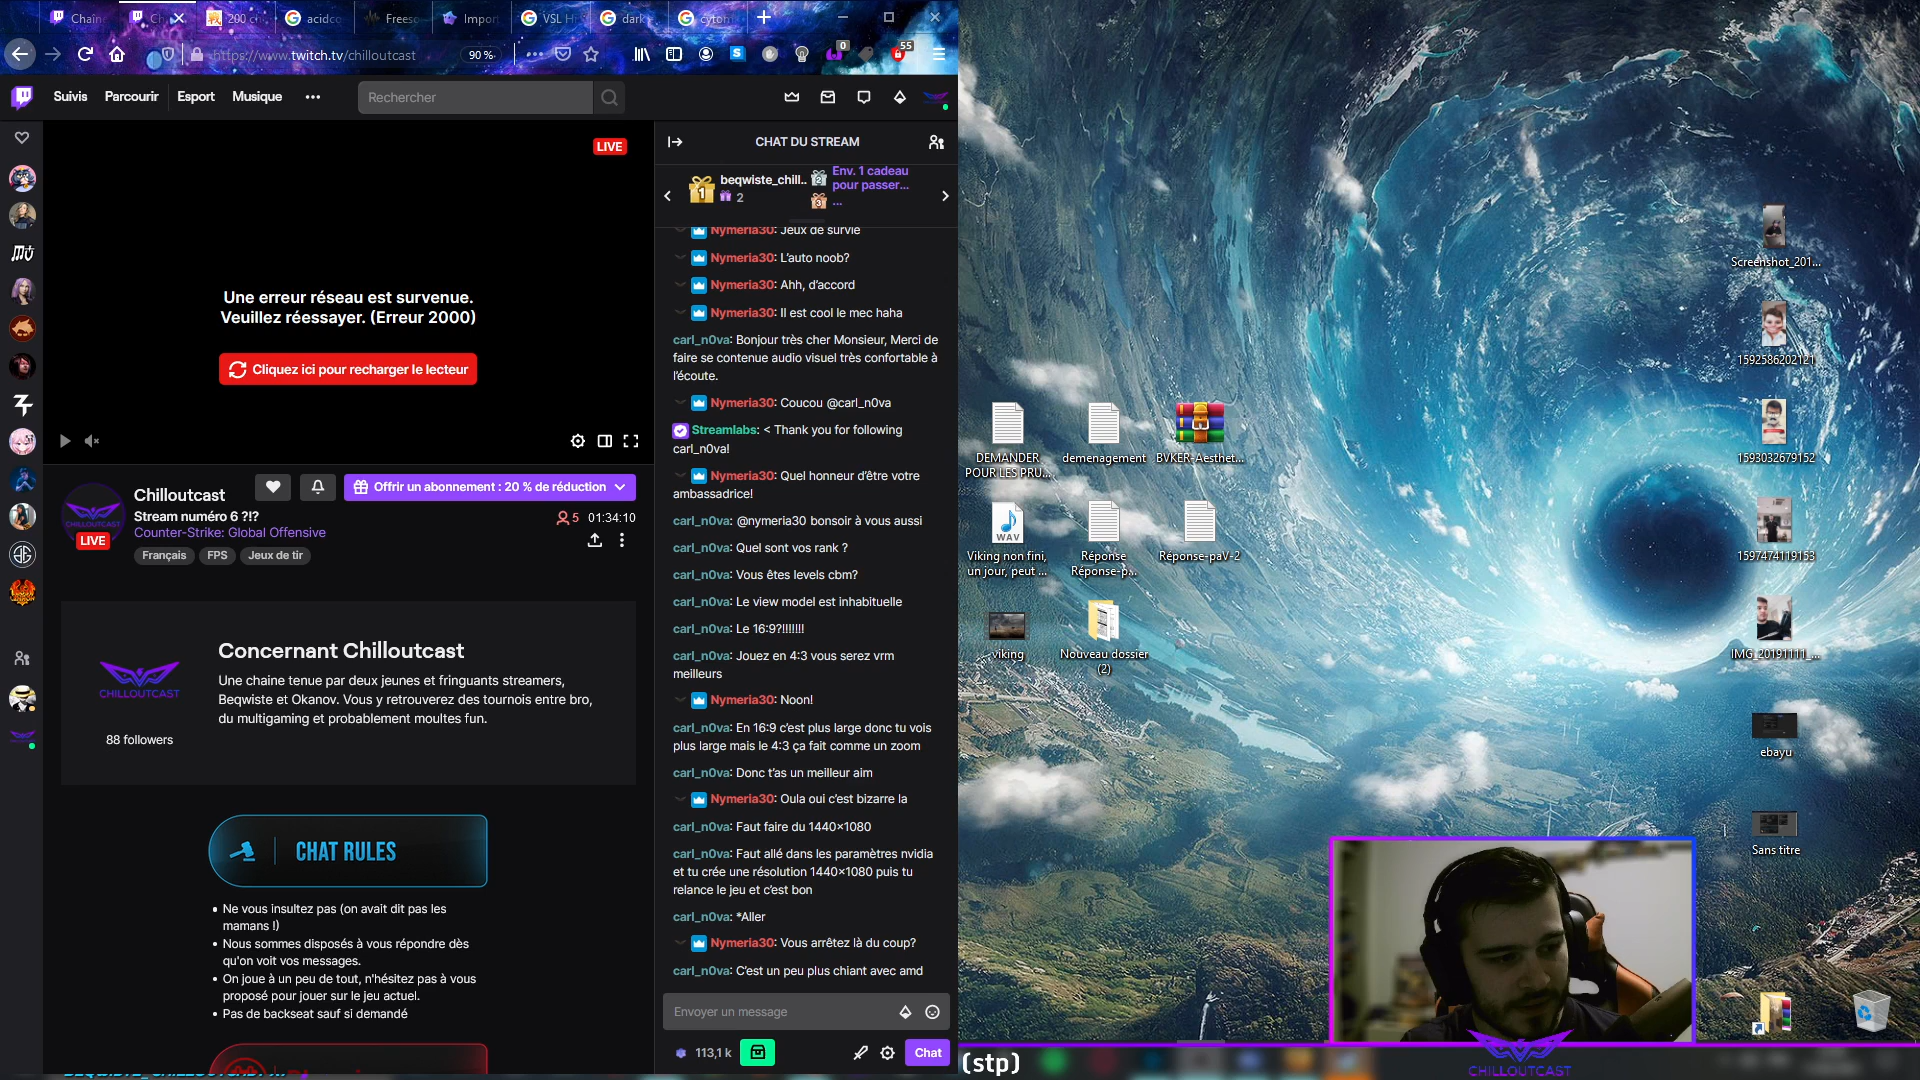 Chaîne
200 ch
acidco
Freesc
Impor
VSL H
dark
cyton
https://www.twitch.tv/chilloutcast
90 %
0
55
Suivis
Parcourir
Esport
Musique
Rechercher
LIVE
Une erreur réseau est survenue.
Veuillez réessayer. (Erreur 2000)
Cliquez ici pour recharger le lecteur
Chilloutcast
Offrir un abonnement : 20 % de réduction
Stream numéro 6 ?!?
5
01:34:10
Counter-Strike: Global Offensive
LIVE
Français
FPS
Jeux de tir
Concernant Chilloutcast
Une chaine tenue par deux jeunes et fringuants streamers,
Beqwiste et Okanov. Vous y retrouverez des tournois entre bro,
du multigaming et probablement moultes fun.
CHILLOUTCAST
88 followers
CHAT RULES
Ne vous insultez pas (on avait dit pas les
mamans !)
Nous sommes disposés à vous répondre dès
qu'on voit vos messages.
On joue à un peu de tout, n'hésitez pas à vous
proposé pour jouer sur le jeu actuel.
Pas de backseat sauf si demandé
CHAT DU STREAM
1
beqwiste_chill...
2
2
3
Env. 1 cadeau
pour passer...
...
Nymeria30: Jeux de survie
Nymeria30: L'auto noob?
Nymeria30: Ahh, d'accord
Nymeria30: Il est cool le mec haha
carl_n0va: Bonjour très cher Monsieur, Merci de
faire se contenue audio visuel très confortable à
l'écoute.
Nymeria30: Coucou @carl_n0va
Streamlabs: < Thank you for following
carl_n0va!
Nymeria30: Quel honneur d'être votre
ambassadrice!
carl_n0va: @nymeria30 bonsoir à vous aussi
carl_n0va: Quel sont vos rank ?
carl_n0va: Vous êtes levels cbm?
carl_n0va: Le view model est inhabituelle
carl_n0va: Le 16:9?!!!!!!!
carl_n0va: Jouez en 4:3 vous serez vrm
meilleurs
Nymeria30: Noon!
carl_n0va: En 16:9 c'est plus large donc tu vois
plus large mais le 4:3 ça fait comme un zoom
carl_n0va: Donc t'as un meilleur aim
Nymeria30: Oula oui c'est bizarre la
carl_n0va: Faut faire du 1440×1080
carl_n0va: Faut allé dans les paramètres nvidia
et tu crée une résolution 1440×1080 puis tu
relance le jeu et c'est bon
carl_n0va: *Aller
Nymeria30: Vous arrêtez là du coup?
carl_n0va: C'est un peu plus chiant avec amd
Envoyer un message
113,1 k
Chat
DEMANDER
POUR LES PRU...
demenagement
BVKER-Aesthet...
WAV
Viking non fini,
un jour, peut ...
Réponse
Réponse-p...
Réponse-paV-2
viking
Nouveau dossier
(2)
Screenshot_201...
1592586202121
1593032679152
1597474119153
IMG_20191111_...
ebayu
Sans titre
(stp)
CHILLOUTCAST